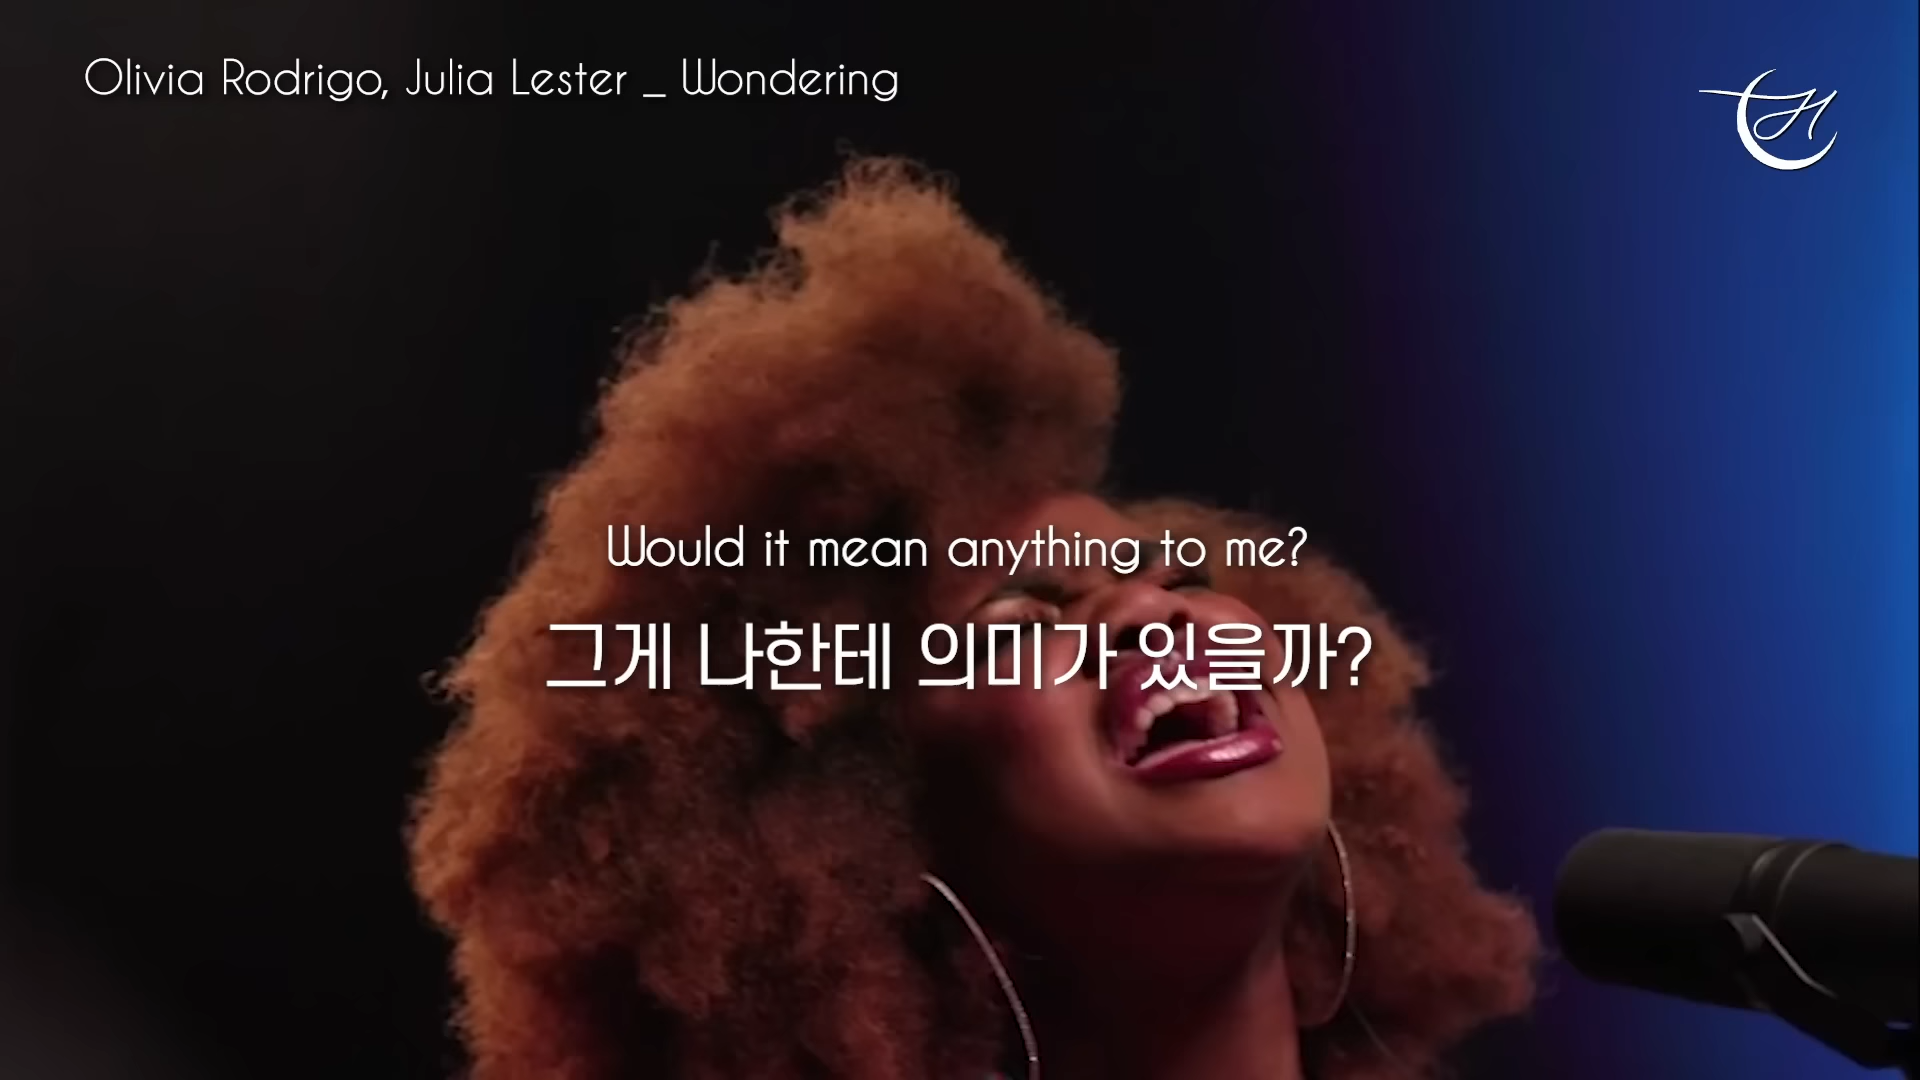 Olivia Rodrigo, Julia Lester _ Wondering
Would it mean anything to me?
그게 나한테 의미가 있을까?